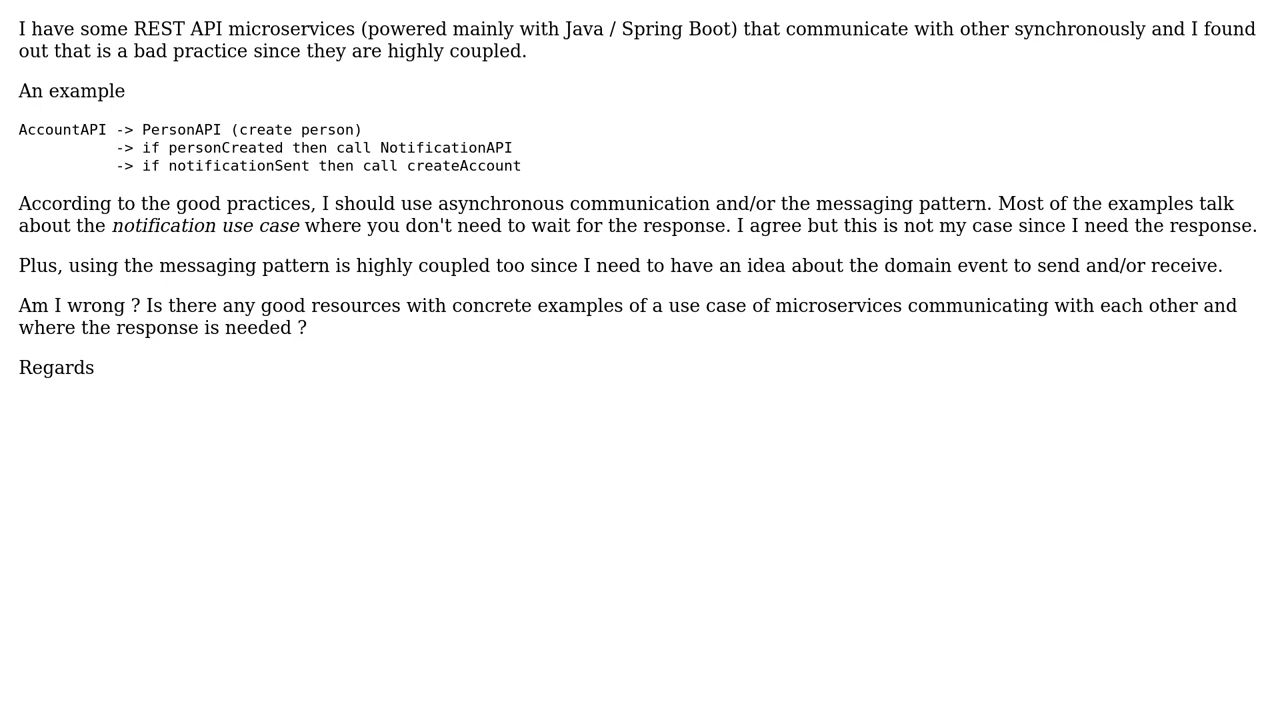 I have some REST API microservices (powered mainly with Java / Spring Boot) that communicate with other synchronously and I found
out that is a bad practice since they are highly coupled.
An example
AccountAPI -> PersonAPI (create person)
           -> if personCreated then call NotificationAPI
           -> if notificationSent then call createAccount
According to the good practices, I should use asynchronous communication and/or the messaging pattern. Most of the examples talk
about the notification use case where you don't need to wait for the response. I agree but this is not my case since I need the response.
Plus, using the messaging pattern is highly coupled too since I need to have an idea about the domain event to send and/or receive.
Am I wrong ? Is there any good resources with concrete examples of a use case of microservices communicating with each other and
where the response is needed ?
Regards